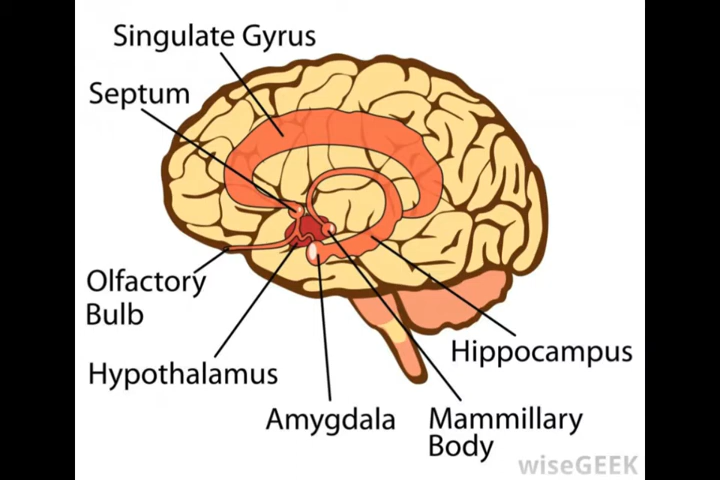 Singulate Gyrus
Septum
Olfactory
Bulb
Hypothalamus
Hippocampus
Amygdala
Mammillary
Body
wiseGEEK